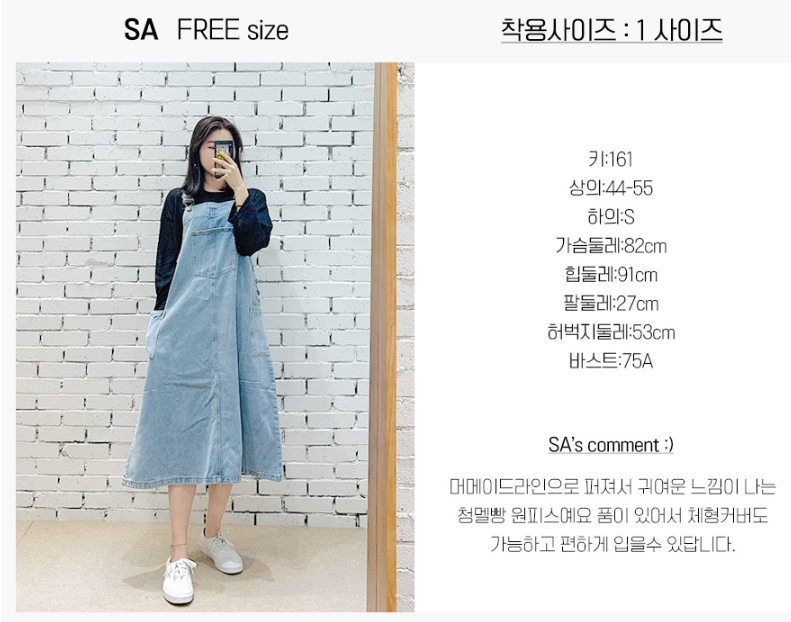 SA FREE size
착용사이즈 : 1 사이즈
키:161
상의:44-55
하의:S
가슴둘레:82cm
힙둘레:91cm
팔둘레:27cm
허벅지둘레:53cm
바스트:75A
SA's comment :)
머메이드라인으로 퍼져서 귀여운 느낌이 나는
청멜빵 원피스예요 품이 있어서 체형커버도
가능하고 편하게 입을수 있답니다.